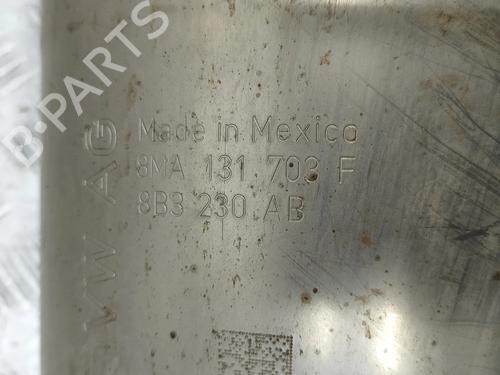 B-PARTS
VW AG
Made in Mexico
8MA 131 703 F
8B3 230 AB